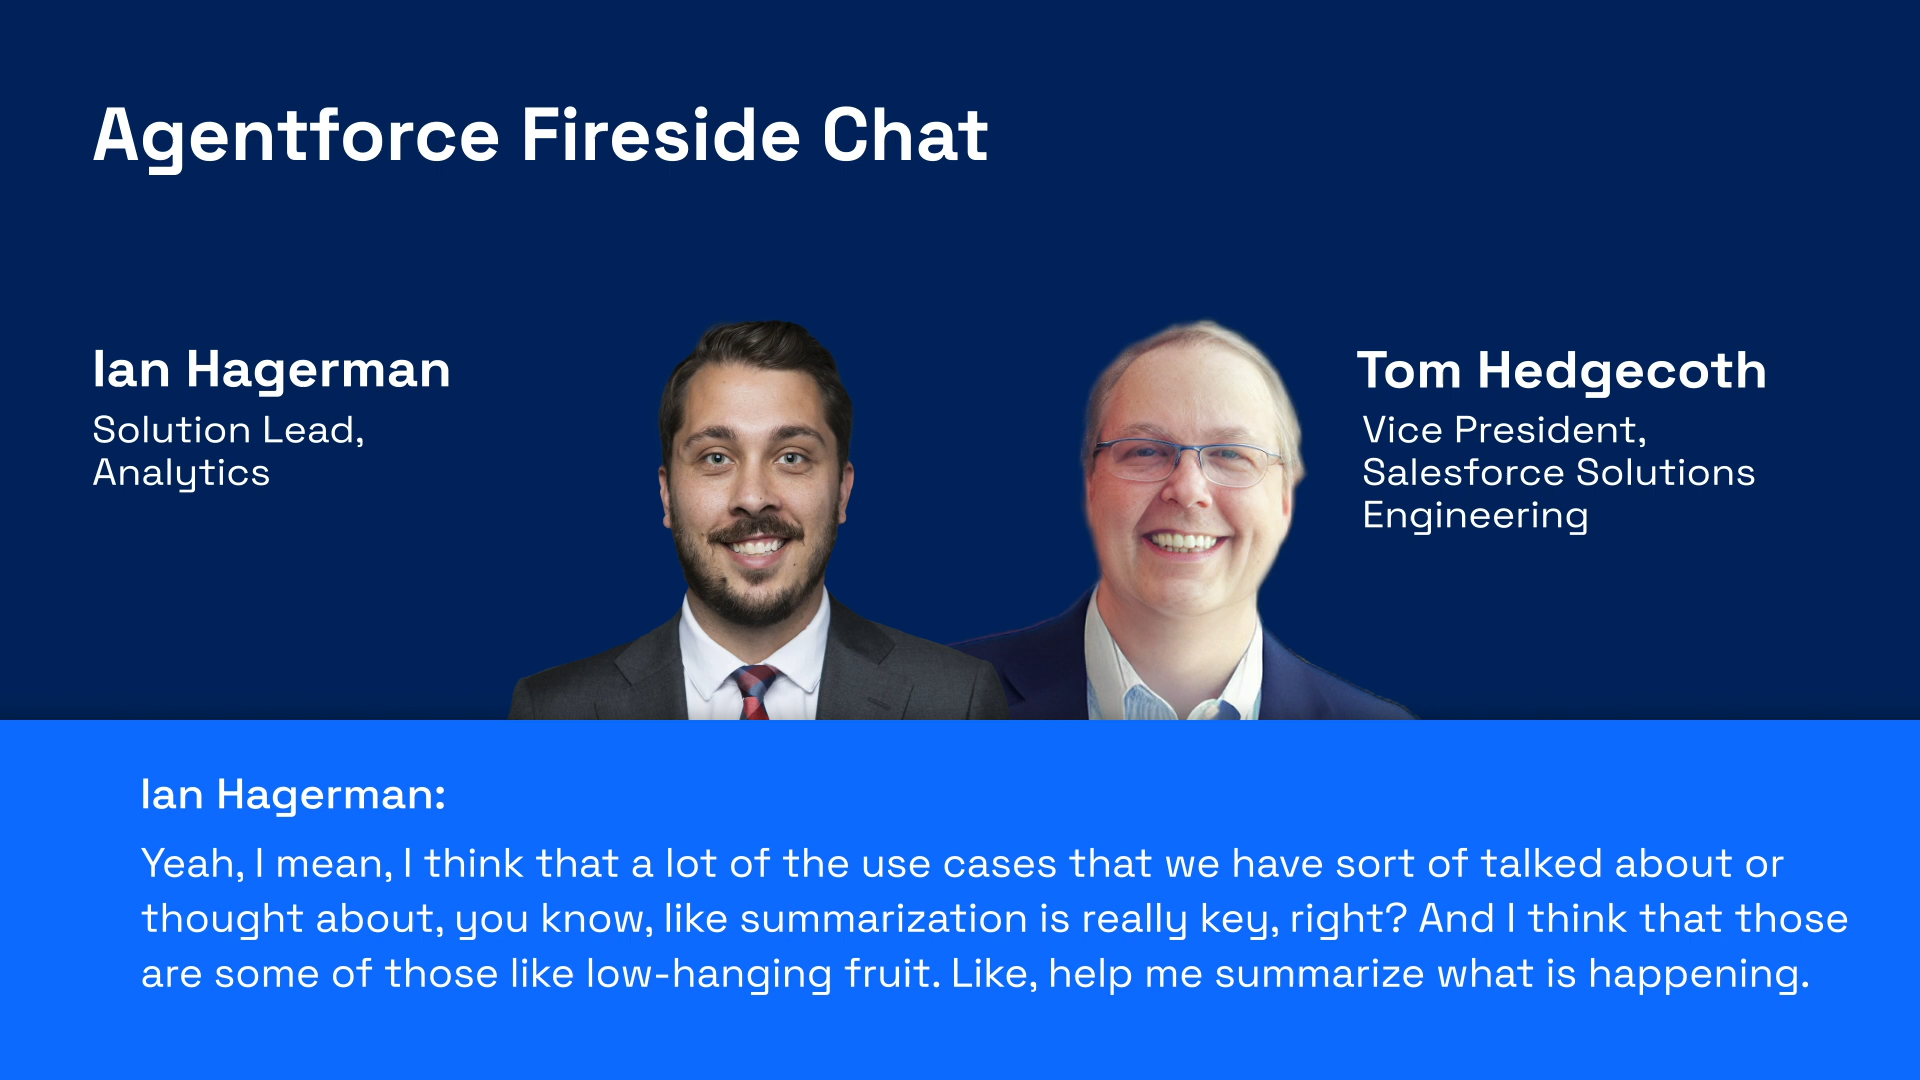 Agentforce Fireside Chat
Ian Hagerman
Solution Lead,
Analytics
Tom Hedgecoth
Vice President,
Salesforce Solutions
Engineering
Ian Hagerman:
Yeah, I mean, I think that a lot of the use cases that we have sort of talked about or
thought about, you know, like summarization is really key, right? And I think that those
are some of those like low-hanging fruit. Like, help me summarize what is happening.